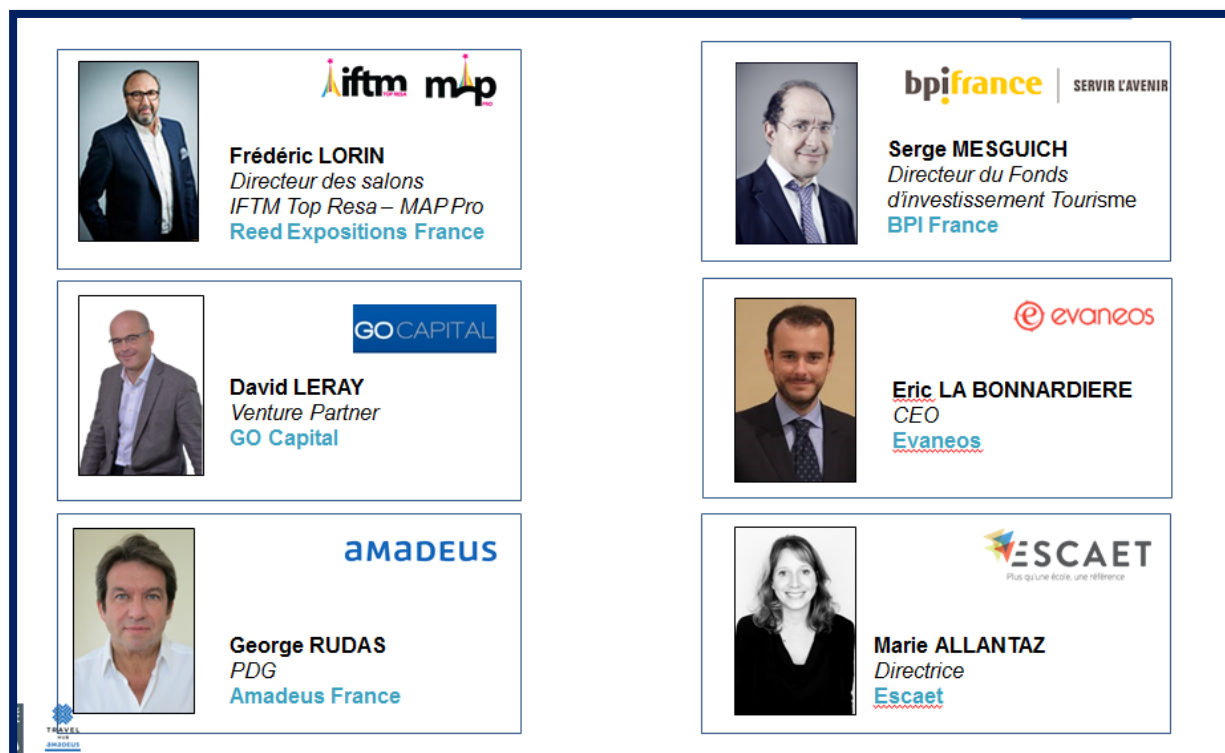 iftm
TOP RESA
map
PRO
Frédéric LORIN
Directeur des salons
IFTM Top Resa – MAP Pro
Reed Expositions France
bpifrance
SERVIR L'AVENIR
Serge MESGUICH
Directeur du Fonds
d'investissement Tourisme
BPI France
GO CAPITAL
David LERAY
Venture Partner
GO Capital
evaneos
Eric LA BONNARDIERE
CEO
Evaneos
amadeus
George RUDAS
PDG
Amadeus France
ESCAET
Plus qu'une école, une référence
Marie ALLANTAZ
Directrice
Escaet
TRAVEL
HUB
amadeus